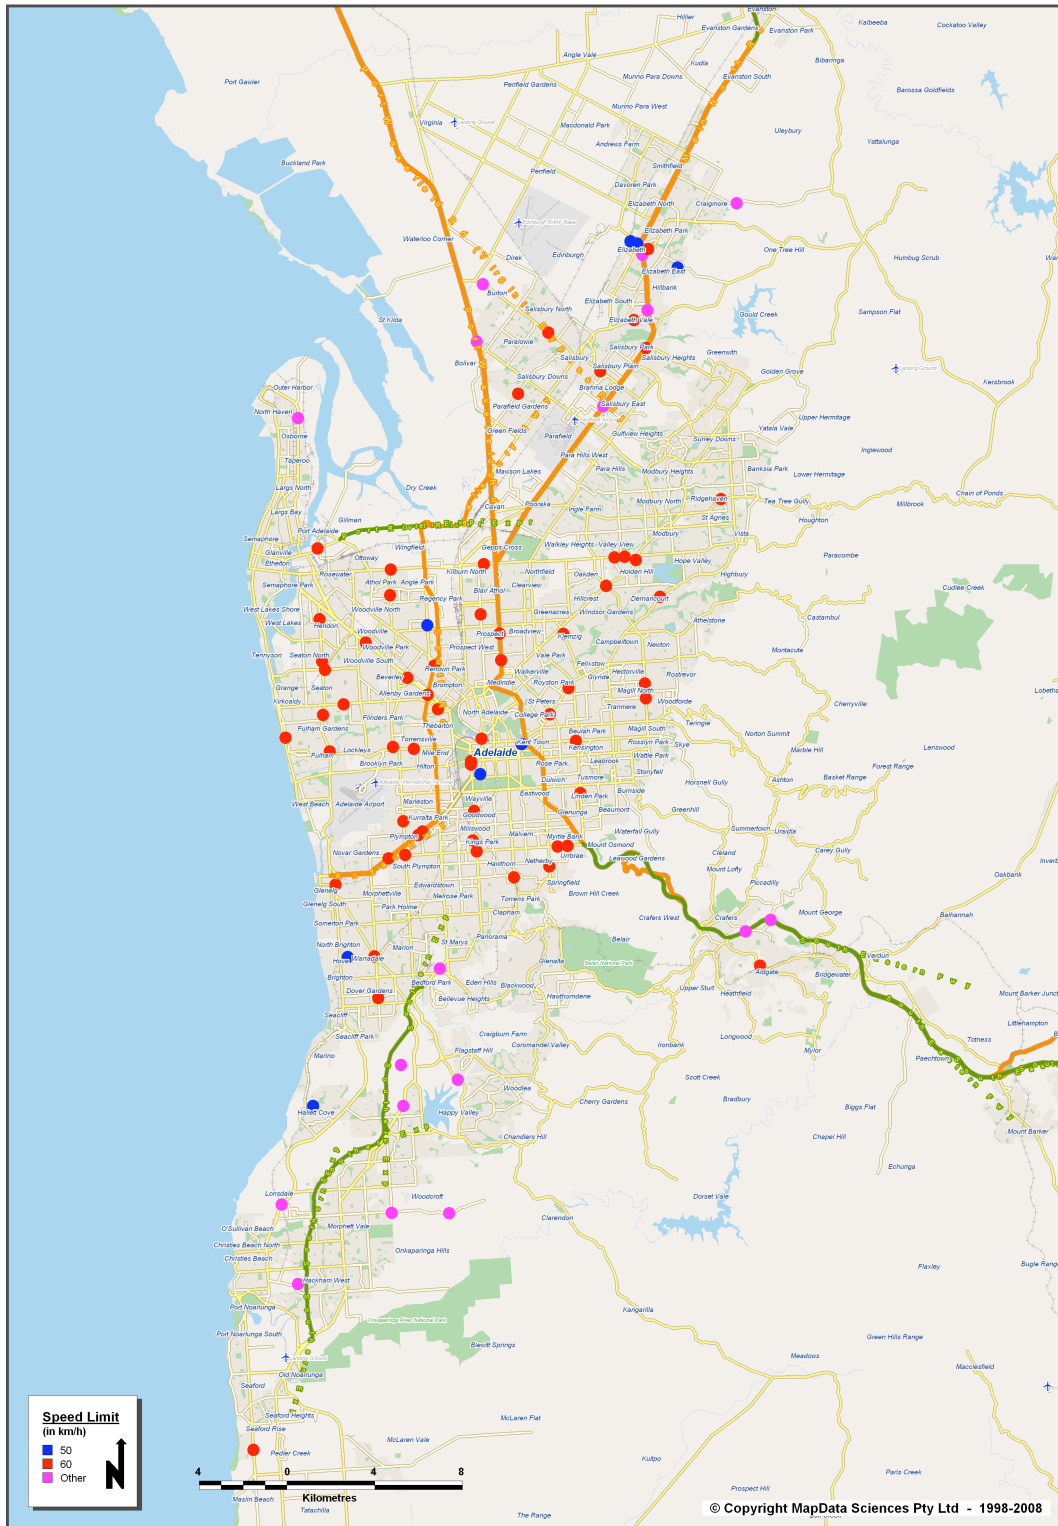 Evanston
Hillier
Evanston Gardens
Evanston Park
Kalbeeba
Cockatoo Valley
Angle Vale
Kudla
Bibaringa
Port Gawler
Penfield Gardens
Munno Para Downs
Evanston South
Barossa Goldfields
Munno Para West
Virginia
Landing Ground
Macdonald Park
Uleybury
Andrews Farm
Yattalunga
Buckland Park
Smithfield
Penfield
Davoren Park
Elizabeth North
Craigmore
Edinburgh RAAF Base
Elizabeth Park
Waterloo Corner
Elizabeth
One Tree Hill
Direk
Edinburgh
Humbug Scrub
Elizabeth East
Hillbank
Burton
Elizabeth South
Salisbury North
Gould Creek
Sampson Flat
St Kilda
Elizabeth Vale
Paralowie
Salisbury Park
Greenwith
Salisbury
Salisbury Heights
Bolivar
Salisbury Plain
Landing Ground
Salisbury Downs
Golden Grove
Kersbrook
Outer Harbor
Brahma Lodge
Parafield Gardens
Salisbury East
North Haven
Upper Hermitage
Green Fields
Yatala Vale
Osborne
Parafield
Gulfview Heights
Surrey Downs
Inglewood
Taperoo
Para Hills West
Para Hills
Modbury Heights
Banksia Park
Mawson Lakes
Lower Hermitage
Largs North
Dry Creek
Chain of Ponds
Ridgehaven
Modbury North
Tea Tree Gully
Millbrook
Cavan
Pooraka
Largs Bay
Ingle Farm
St Agnes
Gillman
Houghton
Port Adelaide
Modbury
Vista
Semaphore
Wingfield
Gepps Cross
Walkley Heights
Valley View
Glanville
Ottoway
Paracombe
Ethelton
Rosewater
Kilburn North
Northfield
Holden Hill
Hope Valley
Oakden
Highbury
Athol Park
Angle Park
Semaphore Park
Blair Athol
Clearview
Cudlee Creek
Regency Park
Hillcrest
Dernancourt
West Lakes Shore
Woodville North
Greenacres
Windsor Gardens
West Lakes
Hendon
Castambul
Athelstone
Woodville
Prospect
Broadview
Klemzig
Campbelltown
Newton
Tennyson
Seaton North
Woodville Park
Prospect West
Vale Park
Montacute
Woodville South
Renown Park
Felixstow
Walkerville
Hectorville
Rostrevor
Grange
Seaton
Beverley
Brompton
Medindie
Royston Park
Glynde
Lobeths
Kirkcaldy
Allenby Gardens
Magill North
St Peters
Woodforde
Cherryville
North Adelaide
College Park
Tranmere
Flinders Park
Teringie
Fulham Gardens
Thebarton
Beulah Park
Magill South
Norton Summit
Torrensville
Kent Town
Rosslyn Park
Skye
Fulham
Lockleys
Mile End
Adelaide
Kensington
Marble Hill
Lenswood
Brooklyn Park
Hilton
Rose Park
Leabrook
Wattle Park
Forest Range
Stonyfell
Dulwich
Tusmore
Basket Range
Adelaide International Terminal
Horsnell Gully
Ashton
Marleston
Wayville
Eastwood
Linden Park
Burnside
West Beach
Adelaide Airport
Goodwood
Glenunga
Beaumont
Greenhill
Kurralta Park
Millswood
Summertown
Uraidia
Plympton
Malvern
Myrtle Bank
Waterfall Gully
Kings Park
Mount Osmond
Carey Gully
Novar Gardens
Urrbrae
Leawood Gardens
Cleland
South Plympton
Hawthorn
Netherby
Mount Lofty
Oakbank
Glenelg
Edwardstown
Springfield
Piccadilly
Morphettville
Melrose Park
Brown Hill Creek
Torrens Park
Glenelg South
Park Holme
Clapham
Crafers West
Crafers
Mount George
Balhannah
Somerton Park
Panorama
St Marys
Belair
North Brighton
Marion
Hove
Warradale
Glenalta
Belair National Park
Bridgewater
Verdun
Aldgate
Brighton
Bedford Park
Eden Hills
Blackwood
Dover Gardens
Upper Sturt
Heathfield
Mount Barker Junct
Bellevue Heights
Hawthorndene
Seacliff
Littlehampton
Seacliff Park
Craigburn Farm
Longwood
Totness
Marino
Flagstaff Hill
Coromandel Valley
Ironbank
Mylor
Paechtown
Scott Creek
Woodlea
Bradbury
Hallett Cove
Happy Valley
Cherry Gardens
Biggs Flat
Mount Barker
Chandlers Hill
Chapel Hill
Echunga
Lonsdale
Woodcroft
Dorset Vale
O'Sullivan Beach
Morphett Vale
Clarendon
Christies Beach North
Onkaparinga Hills
Christies Beach
Flaxley
Bugle Range
Hackham West
Port Noarlunga
Kangarilla
Onkaparinga River National Park
Port Noarlunga South
Green Hills Range
Blewitt Springs
Landing Ground
Meadows
Macclesfield
Old Noarlunga
Seaford
Seaford Heights
McLaren Flat
Seaford Rise
McLaren Vale
Pedler Creek
Kuitpo
Paris Creek
Maslin Beach
Tatachilla
The Range
Prospect Hill
Speed Limit
(in km/h)
50
60
Other
N
4 0 4 8
Kilometres
© Copyright MapData Sciences Pty Ltd - 1998-2008